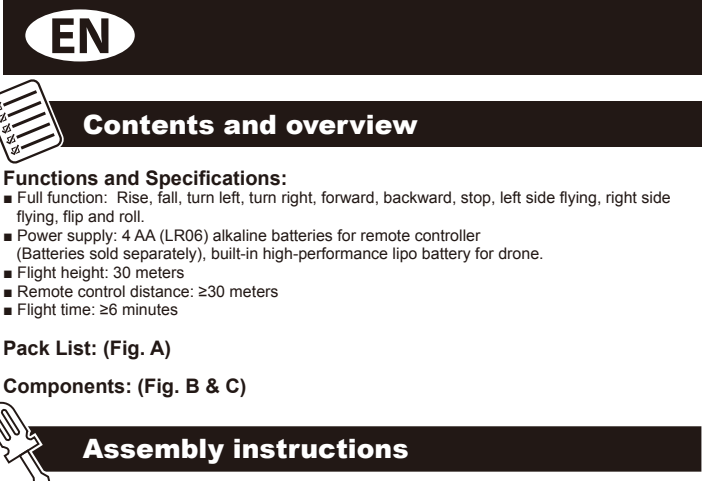 EN
Contents and overview
Functions and Specifications:
■ Full function:  Rise, fall, turn left, turn right, forward, backward, stop, left side flying, right side
flying, flip and roll.
■ Power supply: 4 AA (LR06) alkaline batteries for remote controller
(Batteries sold separately), built-in high-performance lipo battery for drone.
■ Flight height: 30 meters
■ Remote control distance: ≥30 meters
■ Flight time: ≥6 minutes
Pack List: (Fig. A)
Components: (Fig. B & C)
Assembly instructions